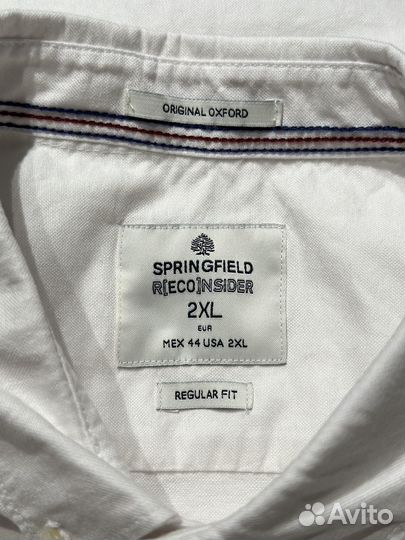 ORIGINAL OXFORD
SPRINGFIELD
R[ECO]NSIDER
2XL
EUR
MEX 44 USA 2XL
REGULAR FIT
Avito